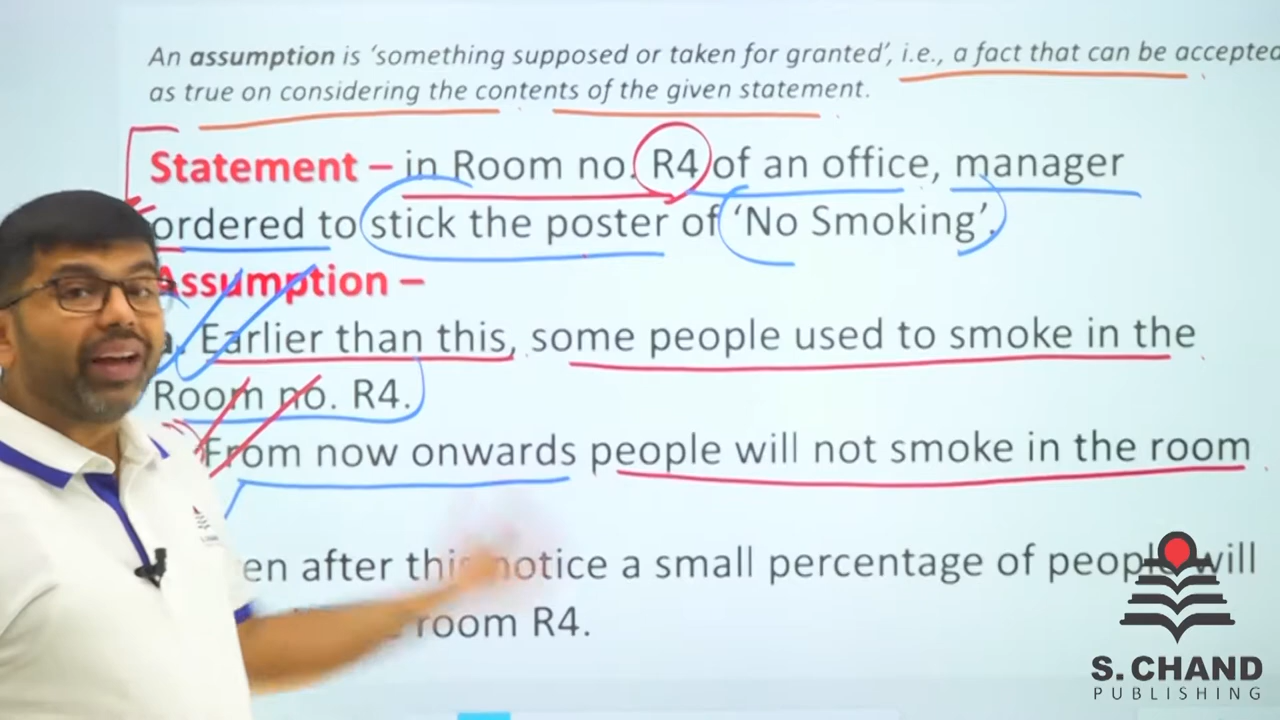 An assumption is ‘something supposed or taken for granted’, i.e., a fact that can be accepted
as true on considering the contents of the given statement.
Statement – in Room no. R4 of an office, manager
ordered to stick the poster of ‘No Smoking’.
Assumption –
a. Earlier than this, some people used to smoke in the
Room no. R4.
From now onwards people will not smoke in the room
en after this notice a small percentage of people will
room R4.
S. CHAND
PUBLISHING